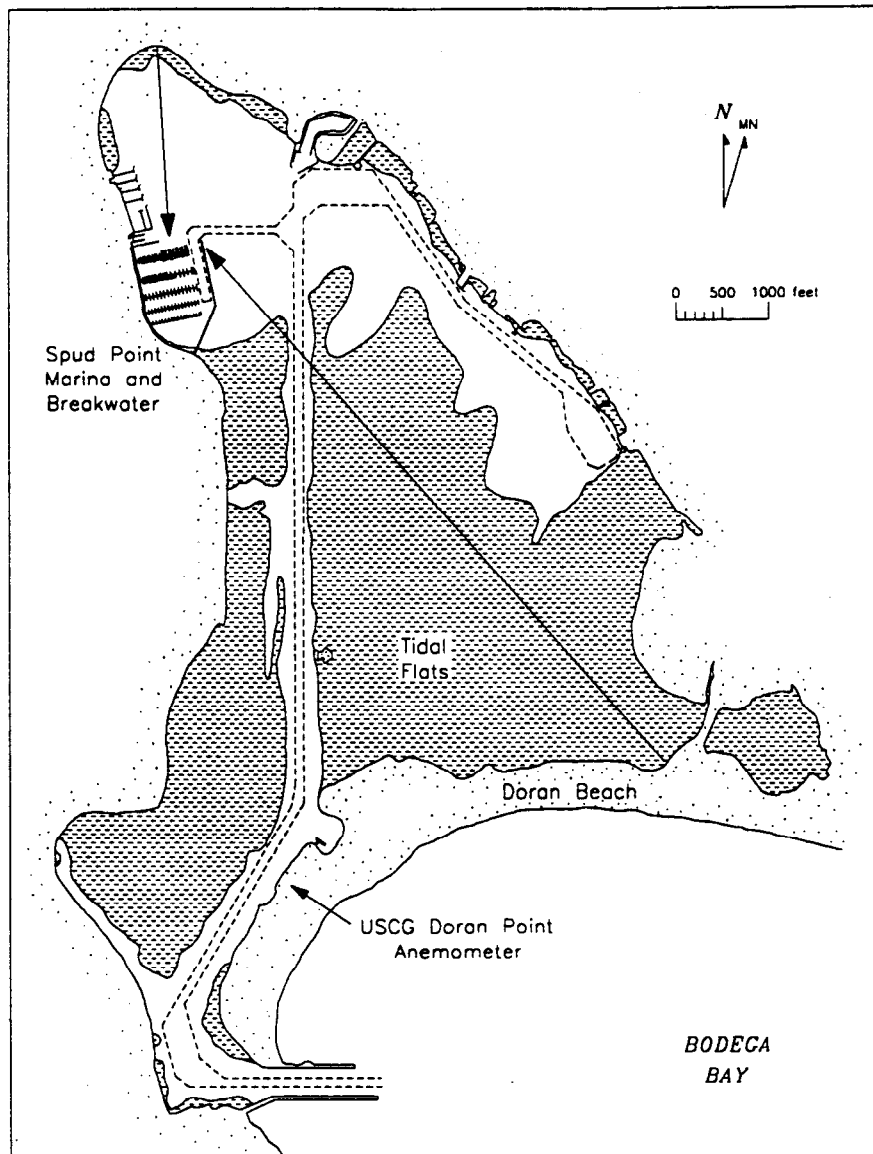 N
MN
0 500 1000 feet
Spud Point
Marina and
Breakwater
Tidal
Flats
Doran Beach
USCG Doran Point
Anemometer
BODEGA
BAY